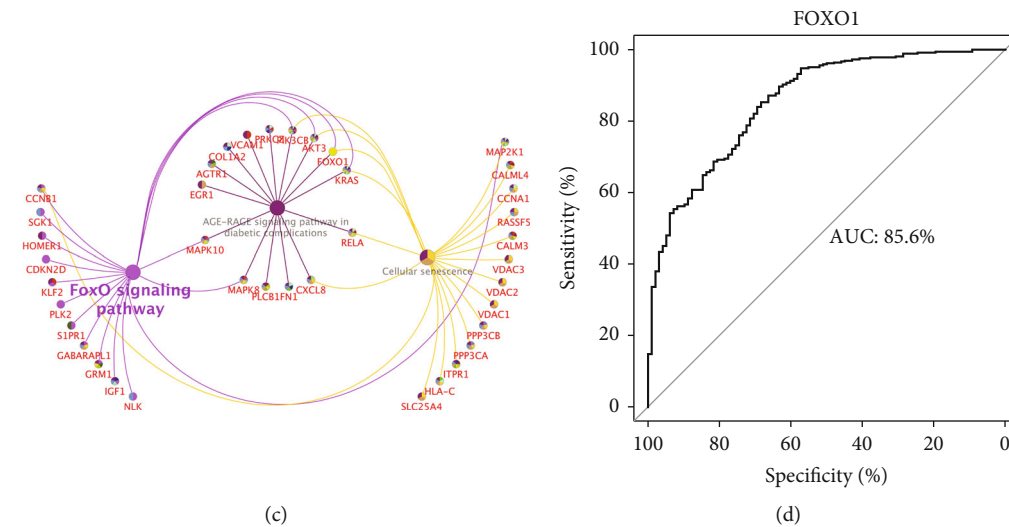 FOXO1
PRKCZ
PIK3CB
VCAM1
AKT3
COL1A2
FOXO1
AGTR1
KRAS
EGR1
AGE-RAGE signaling pathway in
diabetic complications
RELA
MAPK10
MAPK8
PLCB1
FN1
CXCL8
CCNB1
SGK1
HOMER1
CDKN2D
KLF2
PLK2
S1PR1
GABARAPL1
GRM1
IGF1
NLK
FoxO signaling
pathway
Cellular senescence
MAP2K1
CALML4
CCNA1
RASSF5
CALM3
VDAC3
VDAC2
VDAC1
PPP3CB
PPP3CA
ITPR1
HLA-C
SLC25A4
(c)
Sensitivity (%)
100
80
60
40
20
0
AUC: 85.6%
100 80 60 40 20 0
Specificity (%)
(d)